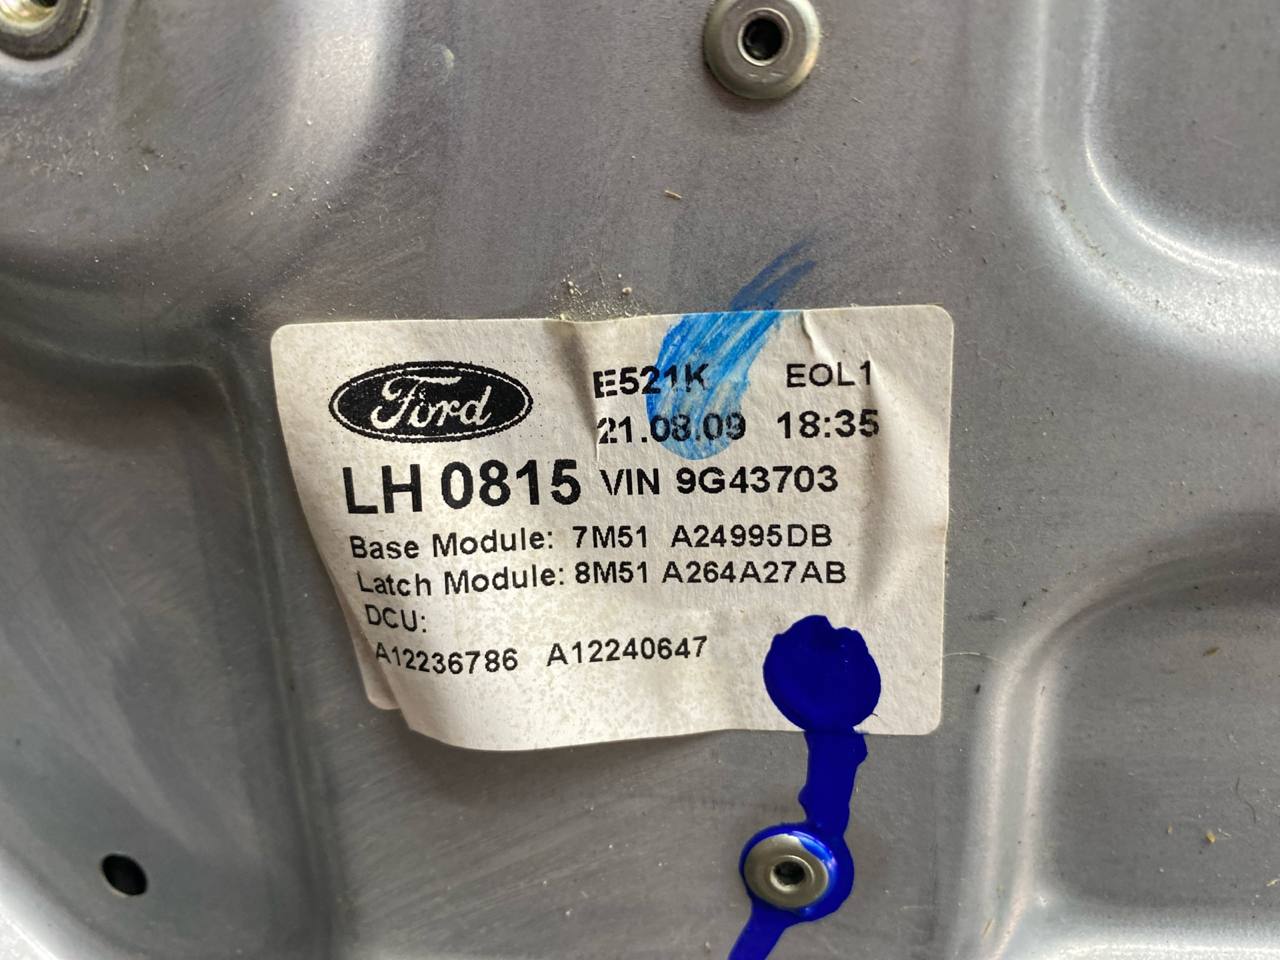 Ford E521K EOL1
21.08.09 18:35
LH 0815 VIN 9G43703
Base Module: 7M51 A24995DB
Latch Module: 8M51 A264A27AB
DCU:
A12236786 A12240647